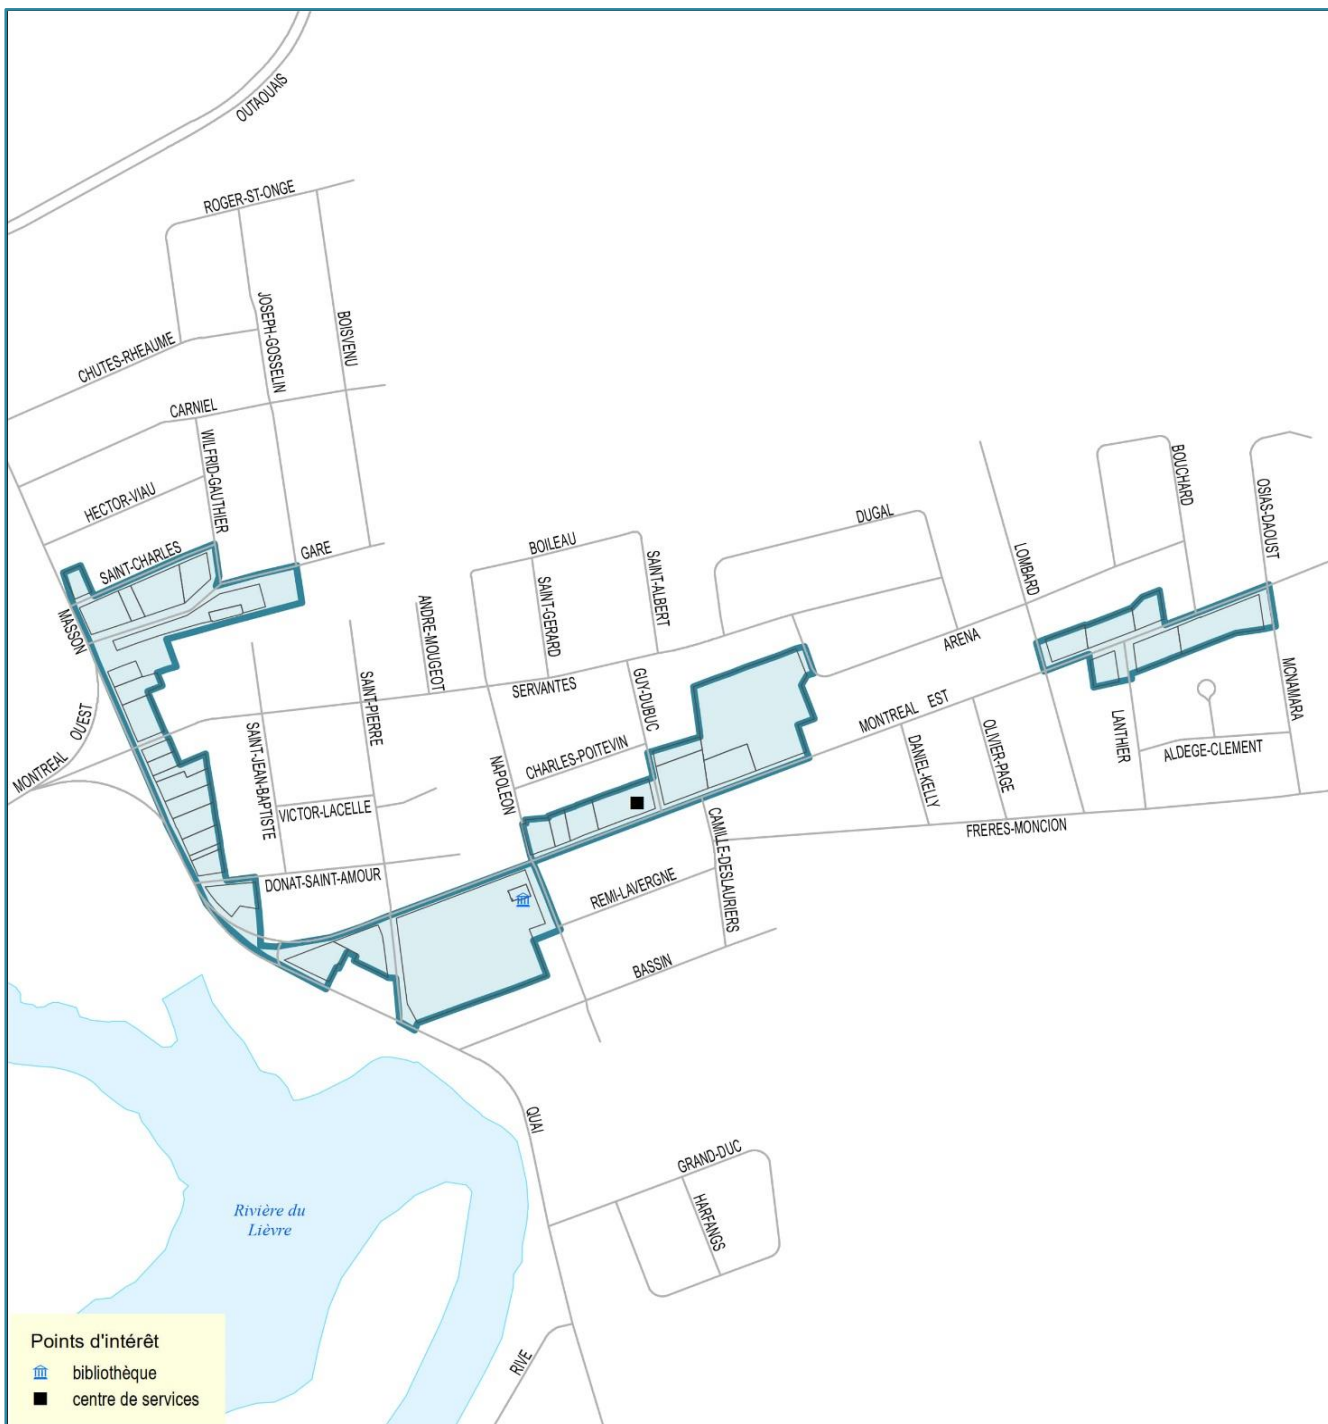 OUTAOUAIS
ROGER-ST-ONGE
JOSEPH-GOSSELIN
BOISVENU
CHUTES-RHEAUME
CARNIEL
WILFRID-GAUTHIER
HECTOR-VIAU
SAINT-CHARLES
GARE
MASSON
BOILEAU
SAINT-GERARD
SAINT-ALBERT
DUGAL
LOMBARD
BOUCHARD
OSIAS-DAOUST
ANDRE-MOUGEOT
SERVANTES
GUY-DUBUC
ARENA
SAINT-PIERRE
SAINT-JEAN-BAPTISTE
MONTREAL OUEST
MONTREAL EST
MCNAMARA
LANTHIER
ALDEGE-CLEMENT
OLIVIER-PAGE
DANIEL-KELLY
NAPOLEON
CHARLES-POITEVIN
VICTOR-LACELLE
FRERES-MONCION
CAMILLE-DESLAURIERS
DONAT-SAINT-AMOUR
REMI-LAVERGNE
BASSIN
QUAI
GRAND-DUC
HARFANGS
Rivière du
Lièvre
RIVE
Points d'intérêt
bibliothèque
centre de services